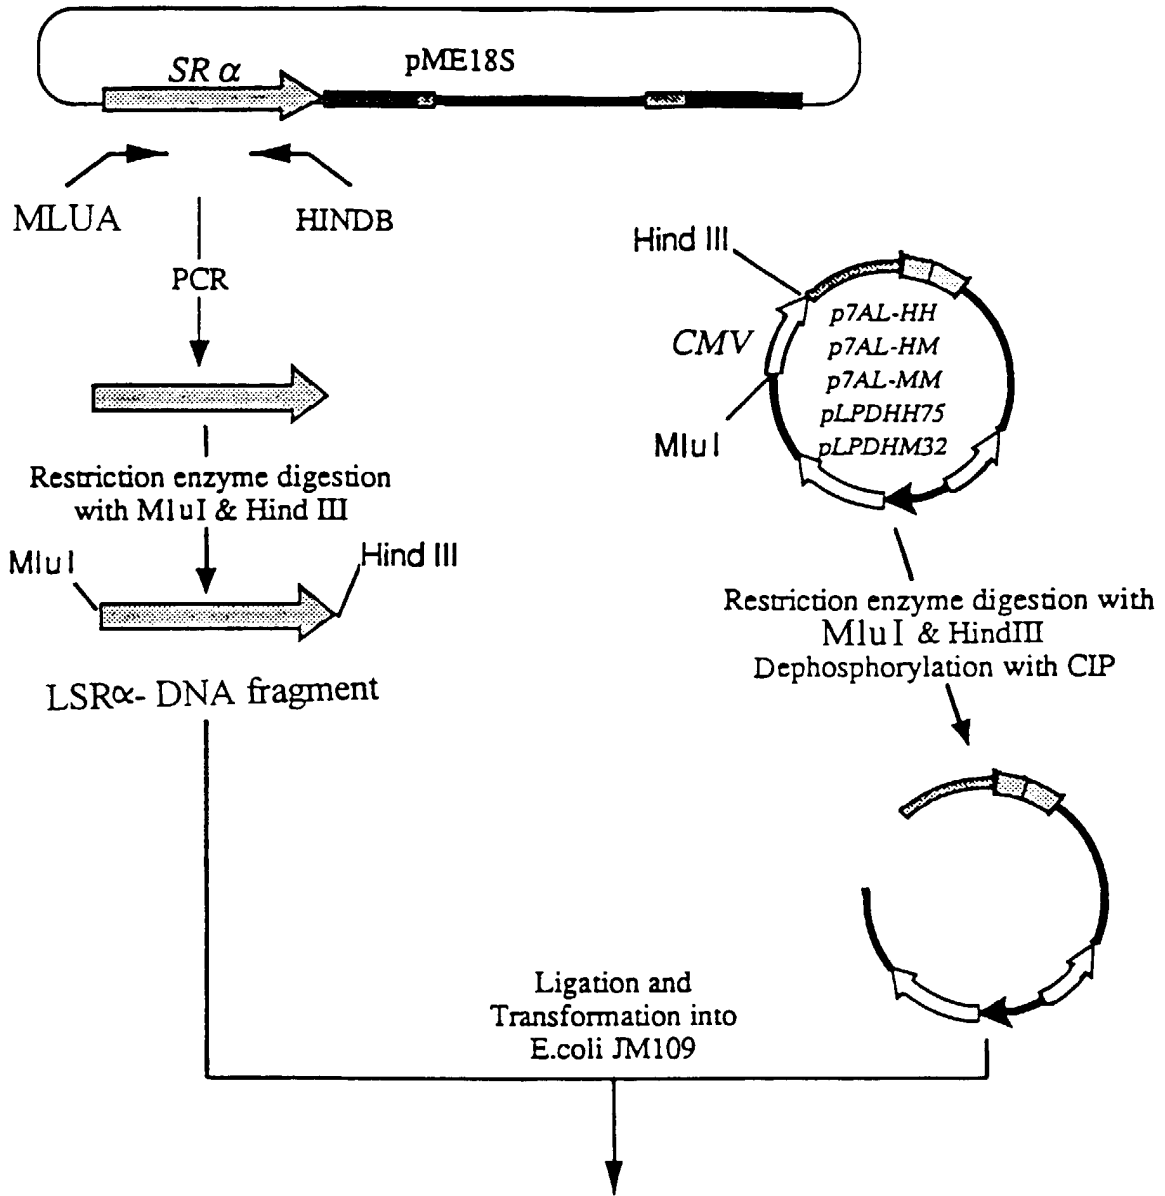 SR α
pME18S
MLUA
HINDB
PCR
Restriction enzyme digestion
with MluI & Hind III
MluI
Hind III
LSRα- DNA fragment
Hind III
CMV
p7AL-HH
p7AL-HM
p7AL-MM
pLPDHH75
pLPDHM32
MluI
Restriction enzyme digestion with
MluI & HindIII
Dephosphorylation with CIP
Ligation and
Transformation into
E.coli JM109